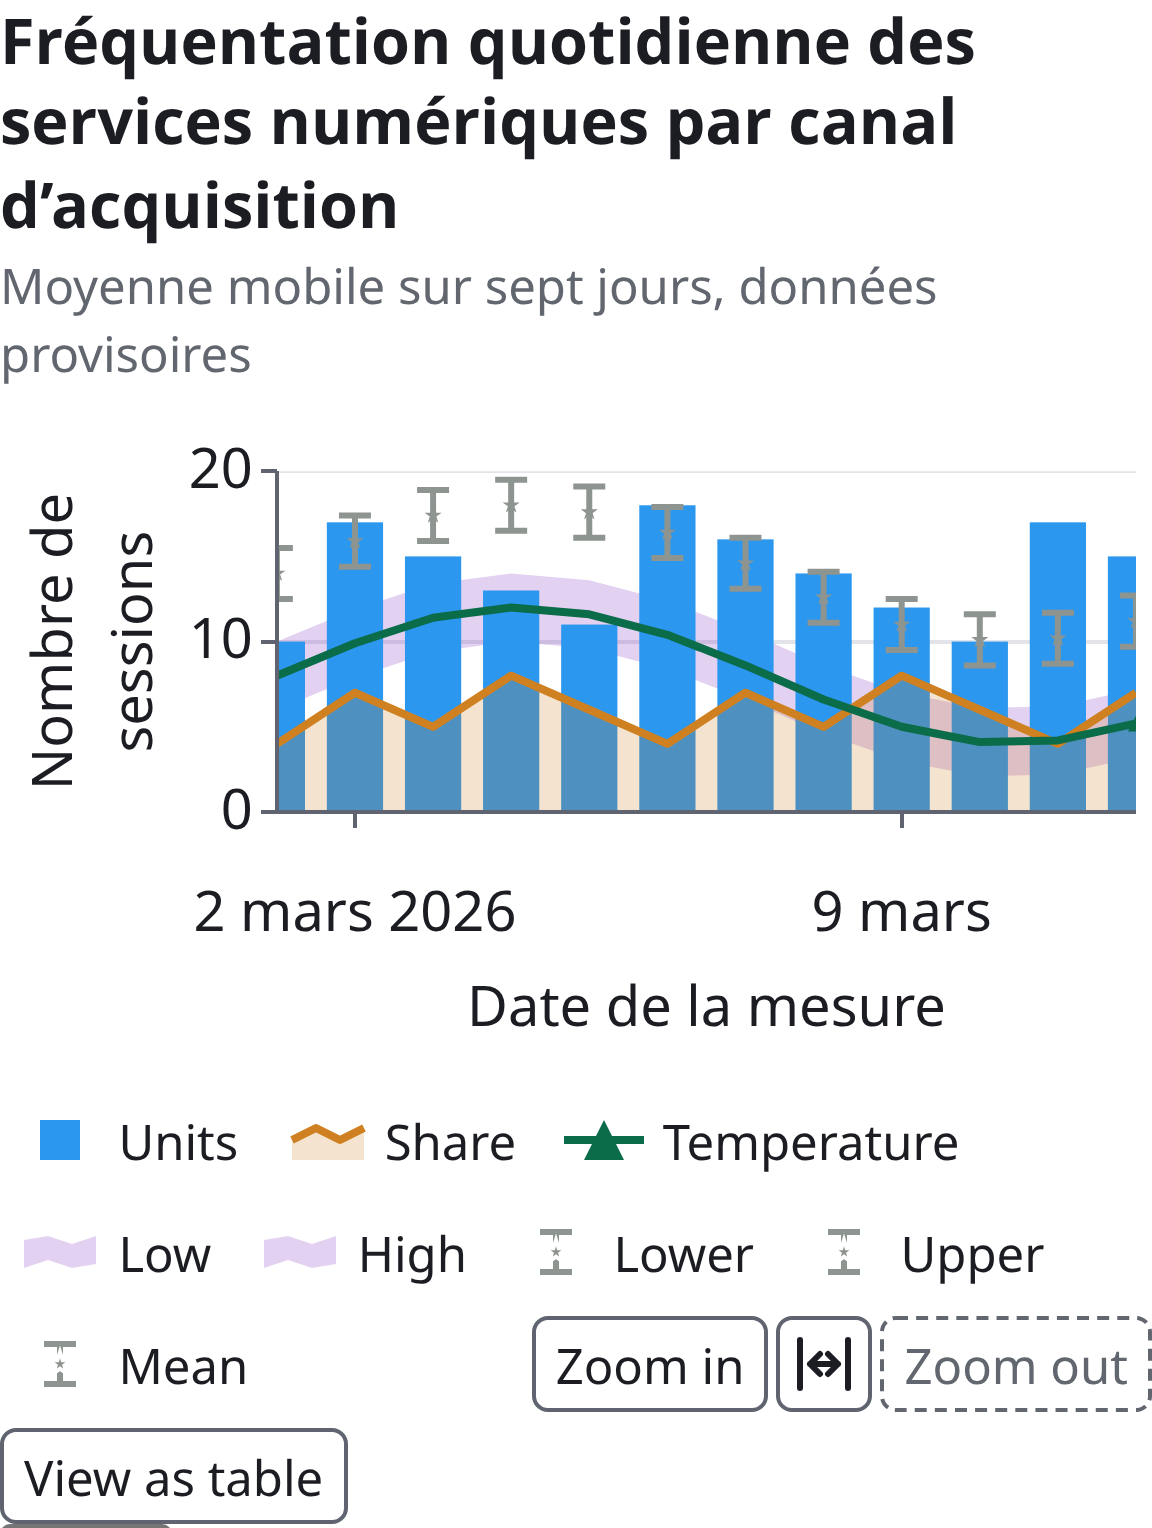 Fréquentation quotidienne des
services numériques par canal
d’acquisition
Moyenne mobile sur sept jours, données
provisoires
Nombre de
sessions
20
10
0
2 mars 2026
9 mars
Date de la mesure
Units
Share
Temperature
Low
High
Lower
Upper
Mean
Zoom in
Zoom out
View as table